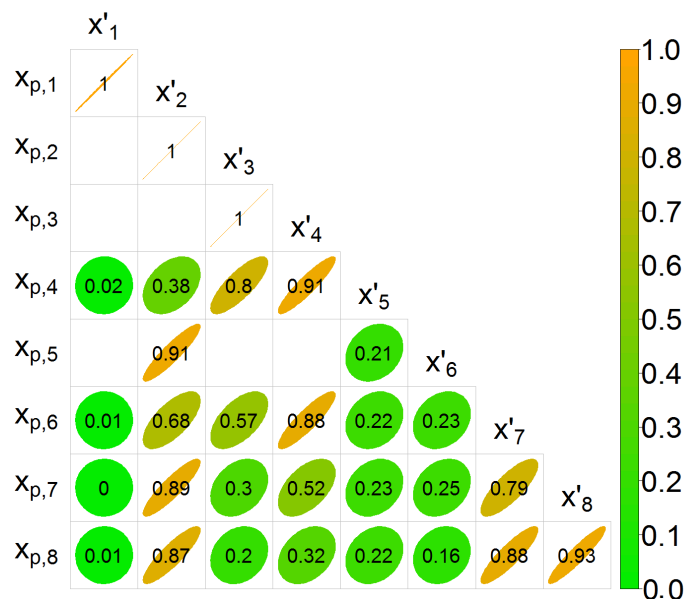 x'₁
xₚ,₁ 1 x'₂ 1.0
xₚ,₂ 1 x'₃ 0.9
xₚ,₃ 1 x'₄ 0.8
xₚ,₄ 0.02 0.38 0.8 0.91 x'₅ 0.7
0.6
xₚ,₅ 0.91 0.21 x'₆ 0.5
0.4
xₚ,₆ 0.01 0.68 0.57 0.88 0.22 0.23 x'₇ 0.3
xₚ,₇ 0 0.89 0.3 0.52 0.23 0.25 0.79 x'₈ 0.2
0.1
xₚ,₈ 0.01 0.87 0.2 0.32 0.22 0.16 0.88 0.93 0.0